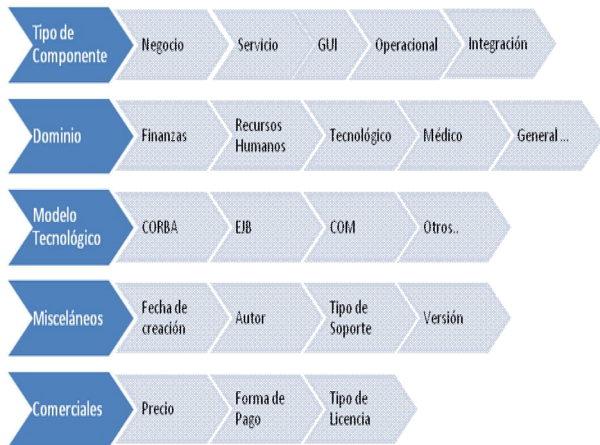 Tipo de
Componente
Negocio
Servicio
GUI
Operacional
Integración
Dominio
Finanzas
Recursos
Humanos
Tecnológico
Médico
General ...
Modelo
Tecnológico
CORBA
EJB
COM
Otros..
Misceláneos
Fecha de
creación
Autor
Tipo de
Soporte
Versión
Comerciales
Precio
Forma de
Pago
Tipo de
Licencia